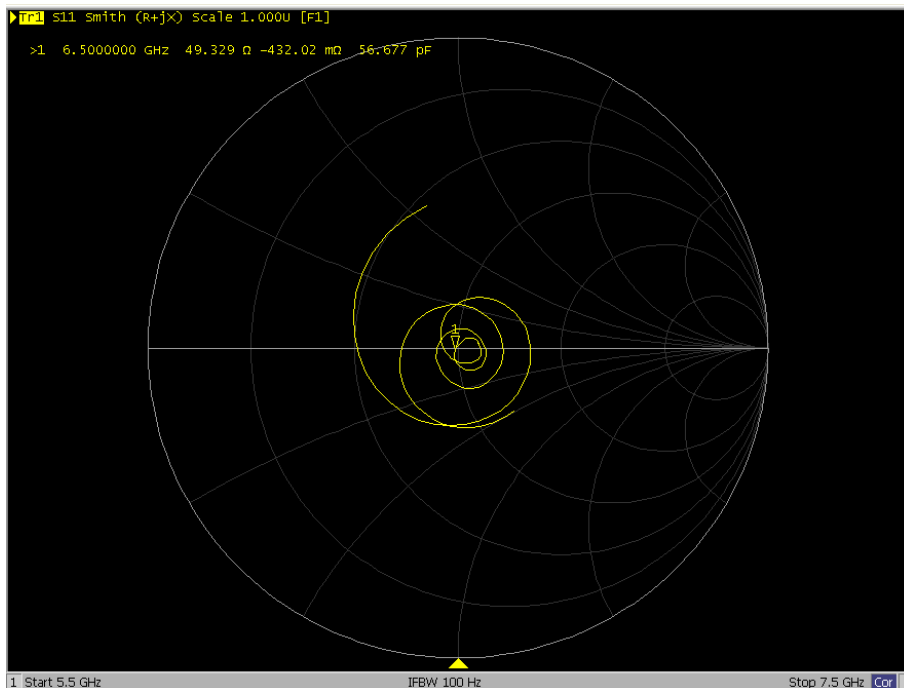 Tr1 S11 Smith (R+jX) Scale 1.000U [F1]
>1 6.5000000 GHz 49.329 Ω -432.02 mΩ 56.677 pF
1
1 Start 5.5 GHz IFBW 100 Hz Stop 7.5 GHz Cor